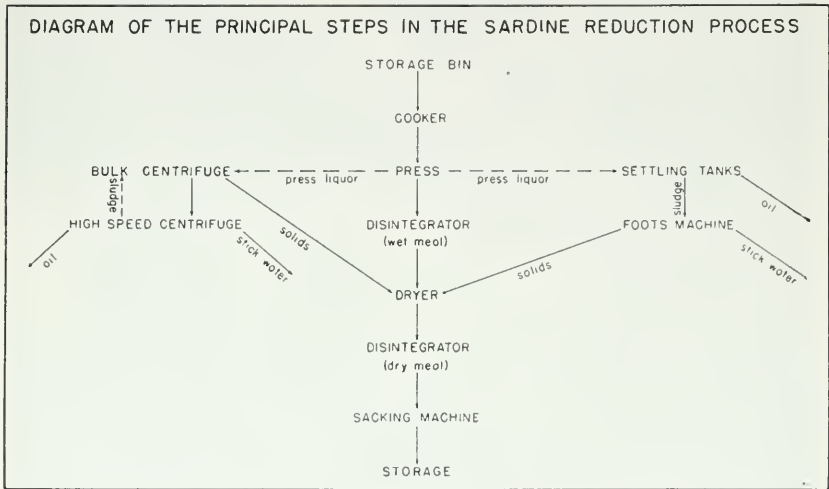 DIAGRAM OF THE PRINCIPAL STEPS IN THE SARDINE REDUCTION PROCESS
STORAGE BIN
COOKER
BULK CENTRIFUGE
press liquor
PRESS
press liquor
SETTLING TANKS
sludge
sludge
oil
HIGH SPEED CENTRIFUGE
DISINTEGRATOR
(wet meal)
FOOTS MACHINE
oil
stick water
solids
solids
stick water
DRYER
DISINTEGRATOR
(dry meal)
SACKING MACHINE
STORAGE